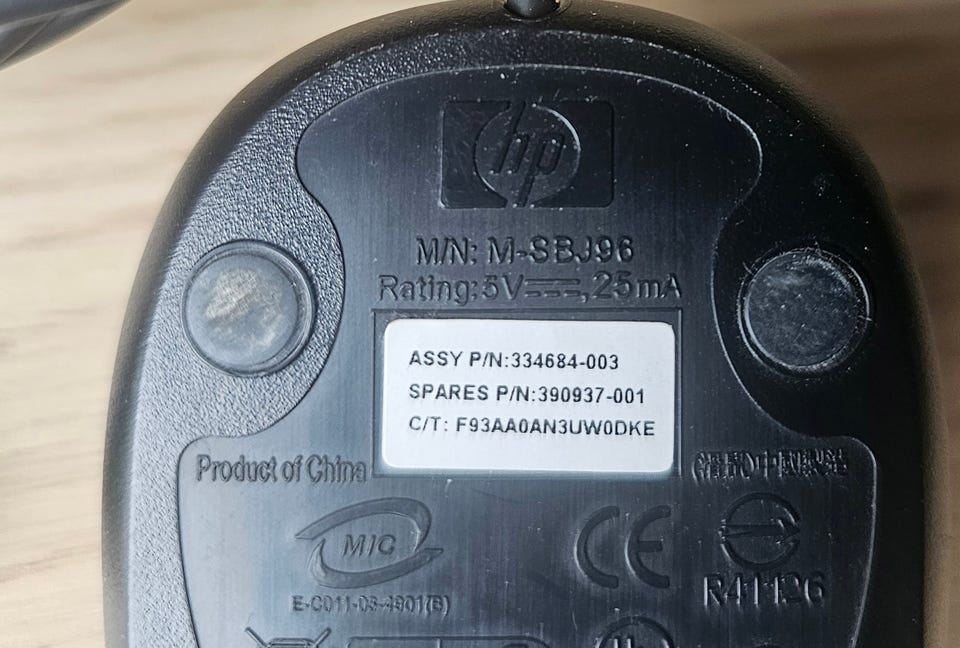 hp
M/N: M-SBJ96
Rating:5V⎓,25mA
ASSY P/N:334684-003
SPARES P/N:390937-001
C/T: F93AA0AN3UW0DKE
Product of China
MIC
E-C011-03-4901(B)
CE
R41126